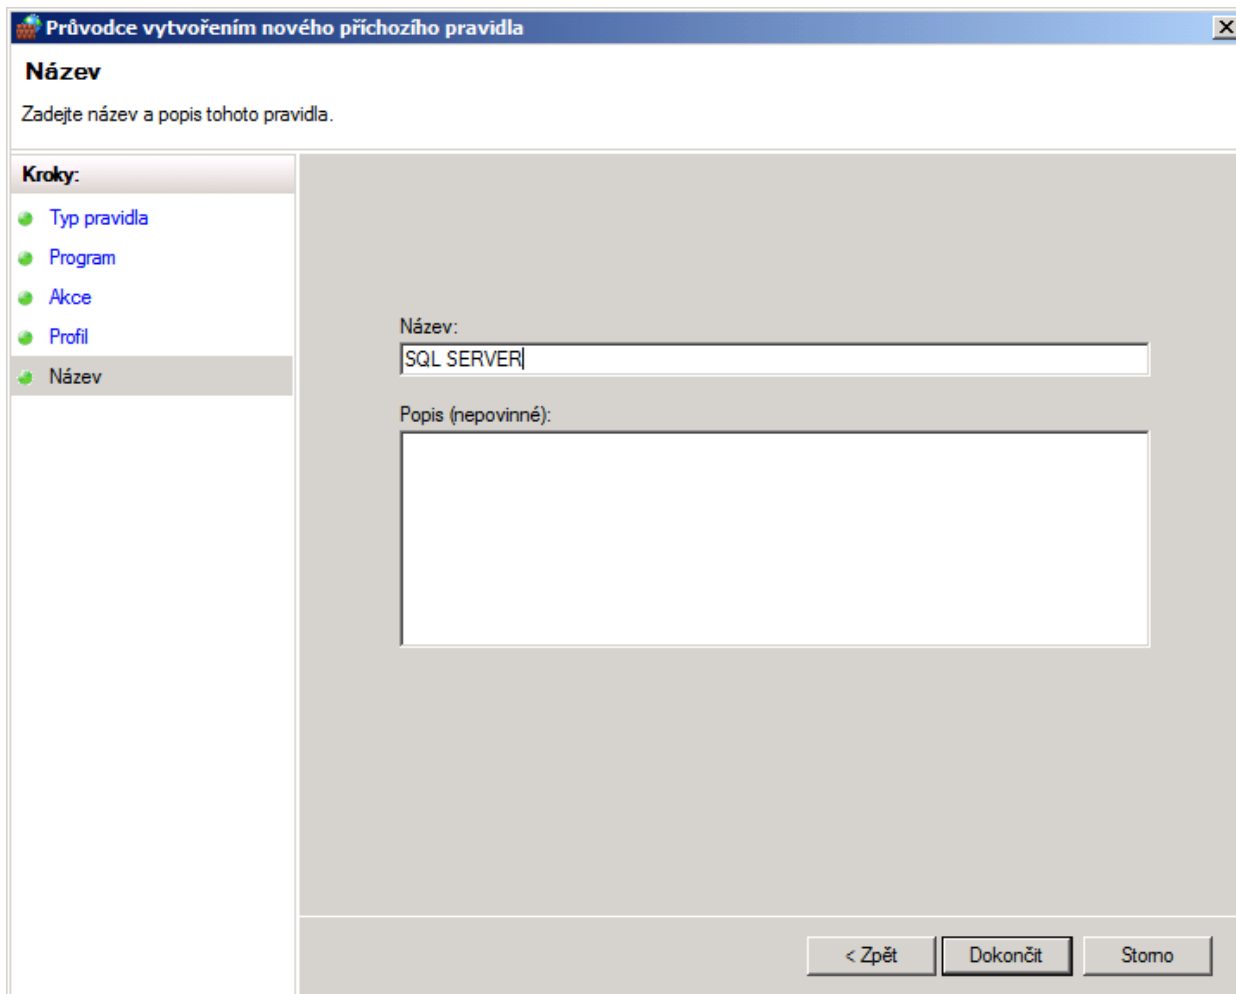 Průvodce vytvořením nového příchozího pravidla
Název
Zadejte název a popis tohoto pravidla.
Kroky:
Typ pravidla
Program
Akce
Profil
Název
Název:
SQL SERVER
Popis (nepovinné):
< Zpět
Dokončit
Storno